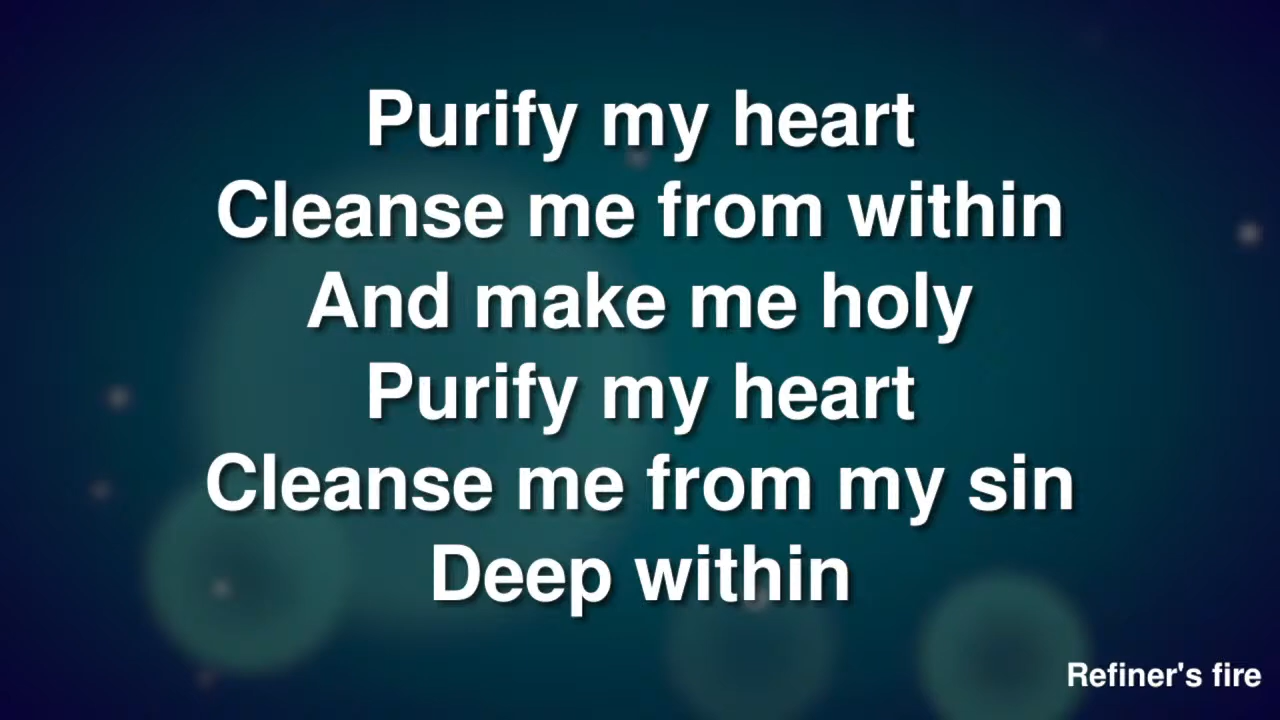 Purify my heart
Cleanse me from within
And make me holy
Purify my heart
Cleanse me from my sin
Deep within
Refiner's fire